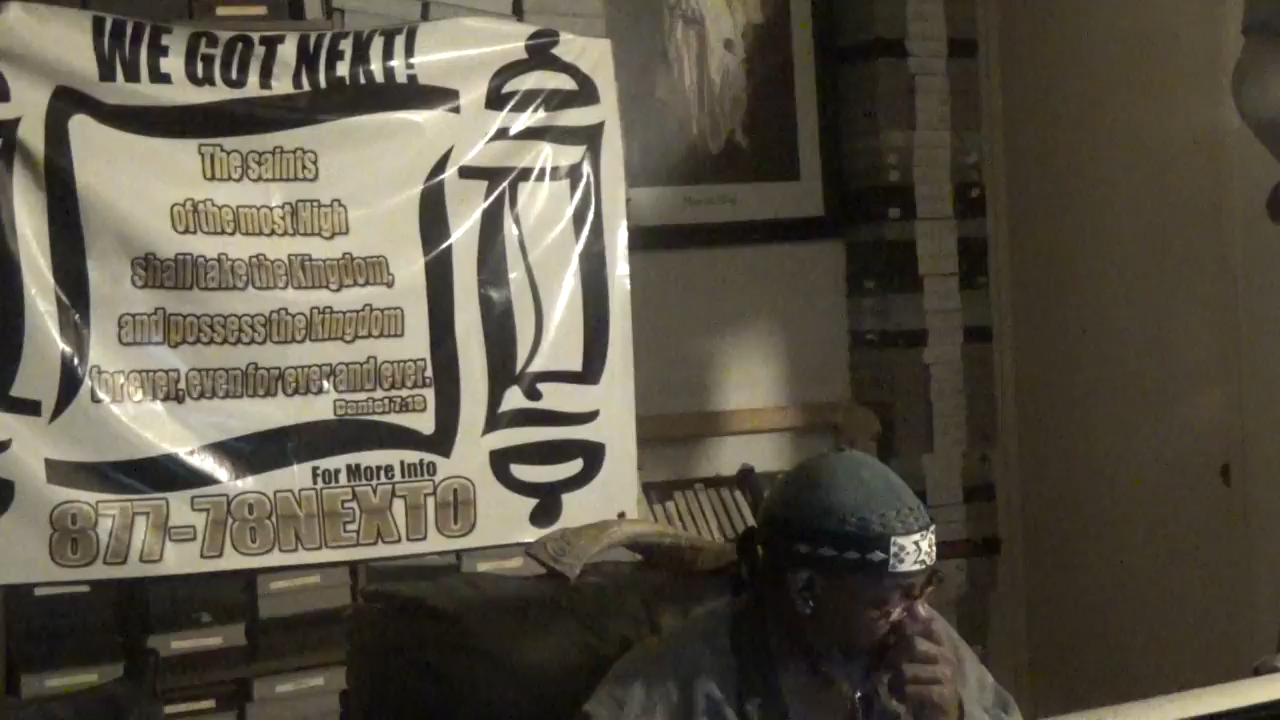 WE GOT NEXT!
The saints
of the most High
shall take the Kingdom,
and possess the kingdom
for ever, even for ever and ever.
Daniel 7:18
For More Info
877-78NEXTO